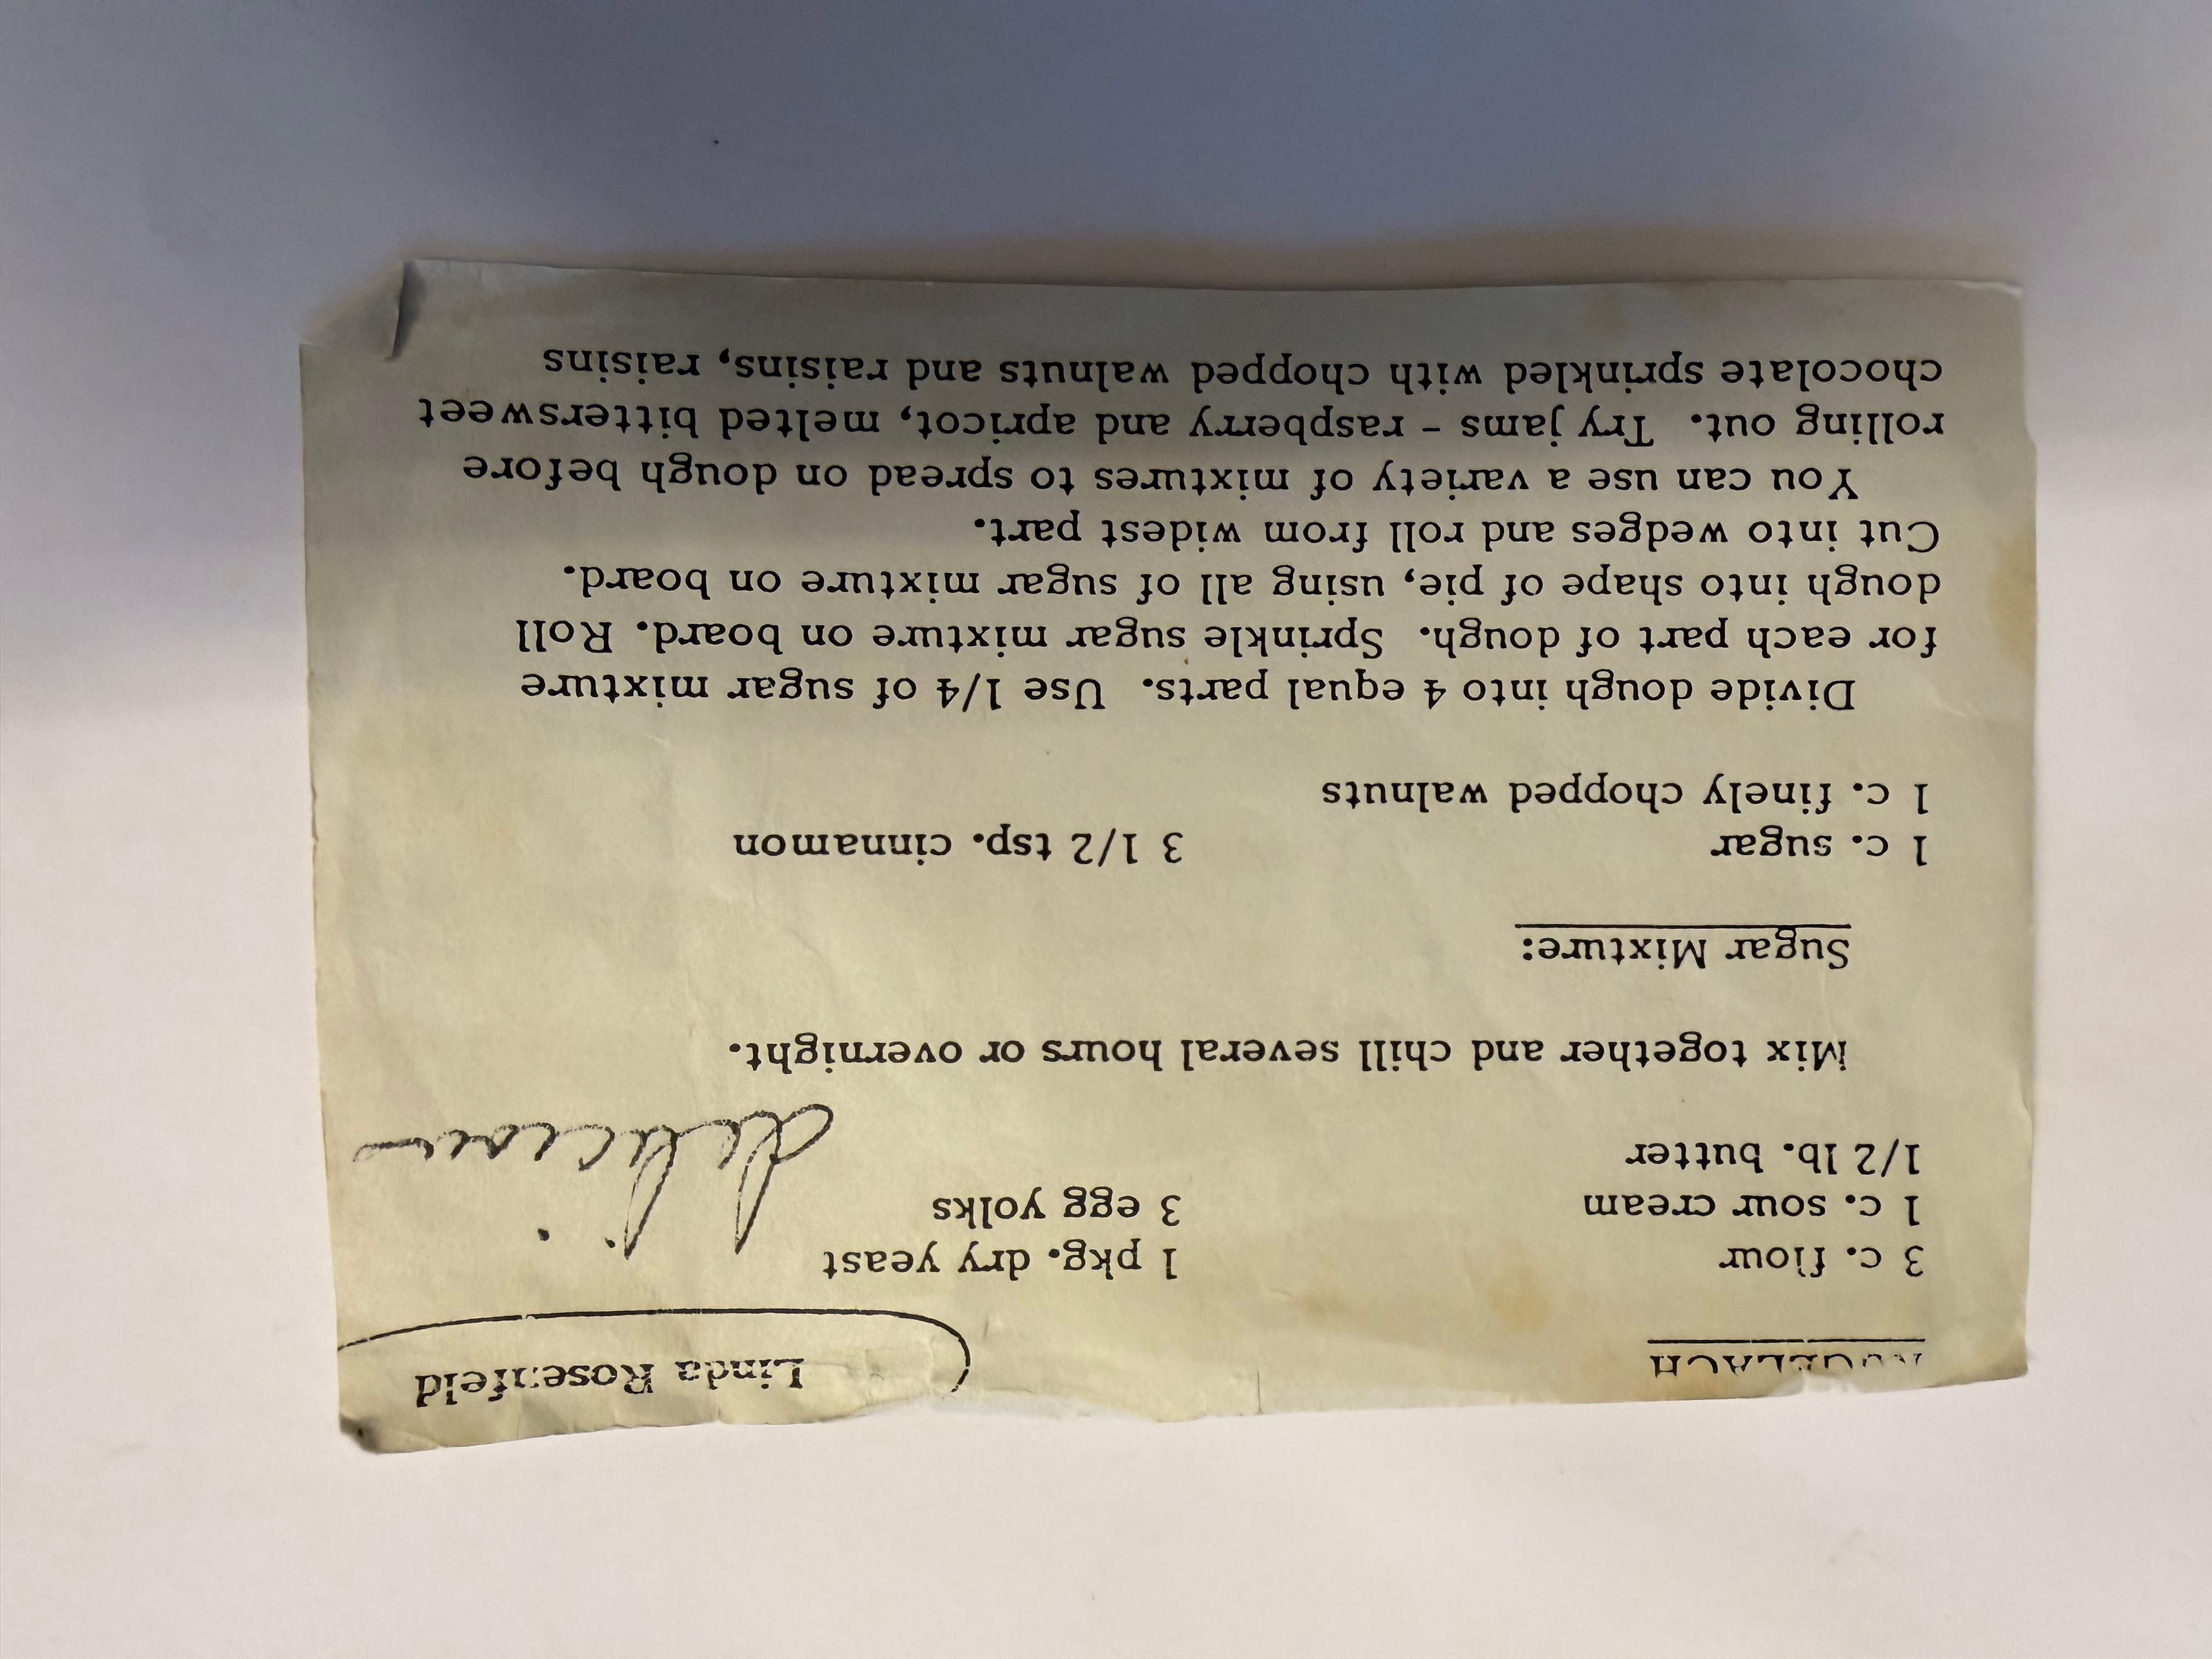 RUGELACH Linda Rosenfeld
3 c. flour 1 pkg. dry yeast
1 c. sour cream 3 egg yolks
1/2 lb. butter
delicious
Mix together and chill several hours or overnight.
Sugar Mixture:
1 c. sugar 3 1/2 tsp. cinnamon
1 c. finely chopped walnuts
Divide dough into 4 equal parts. Use 1/4 of sugar mixture
for each part of dough. Sprinkle sugar mixture on board. Roll
dough into shape of pie, using all of sugar mixture on board.
Cut into wedges and roll from widest part.
You can use a variety of mixtures to spread on dough before
rolling out. Try jams - raspberry and apricot, melted bittersweet
chocolate sprinkled with chopped walnuts and raisins, raisins